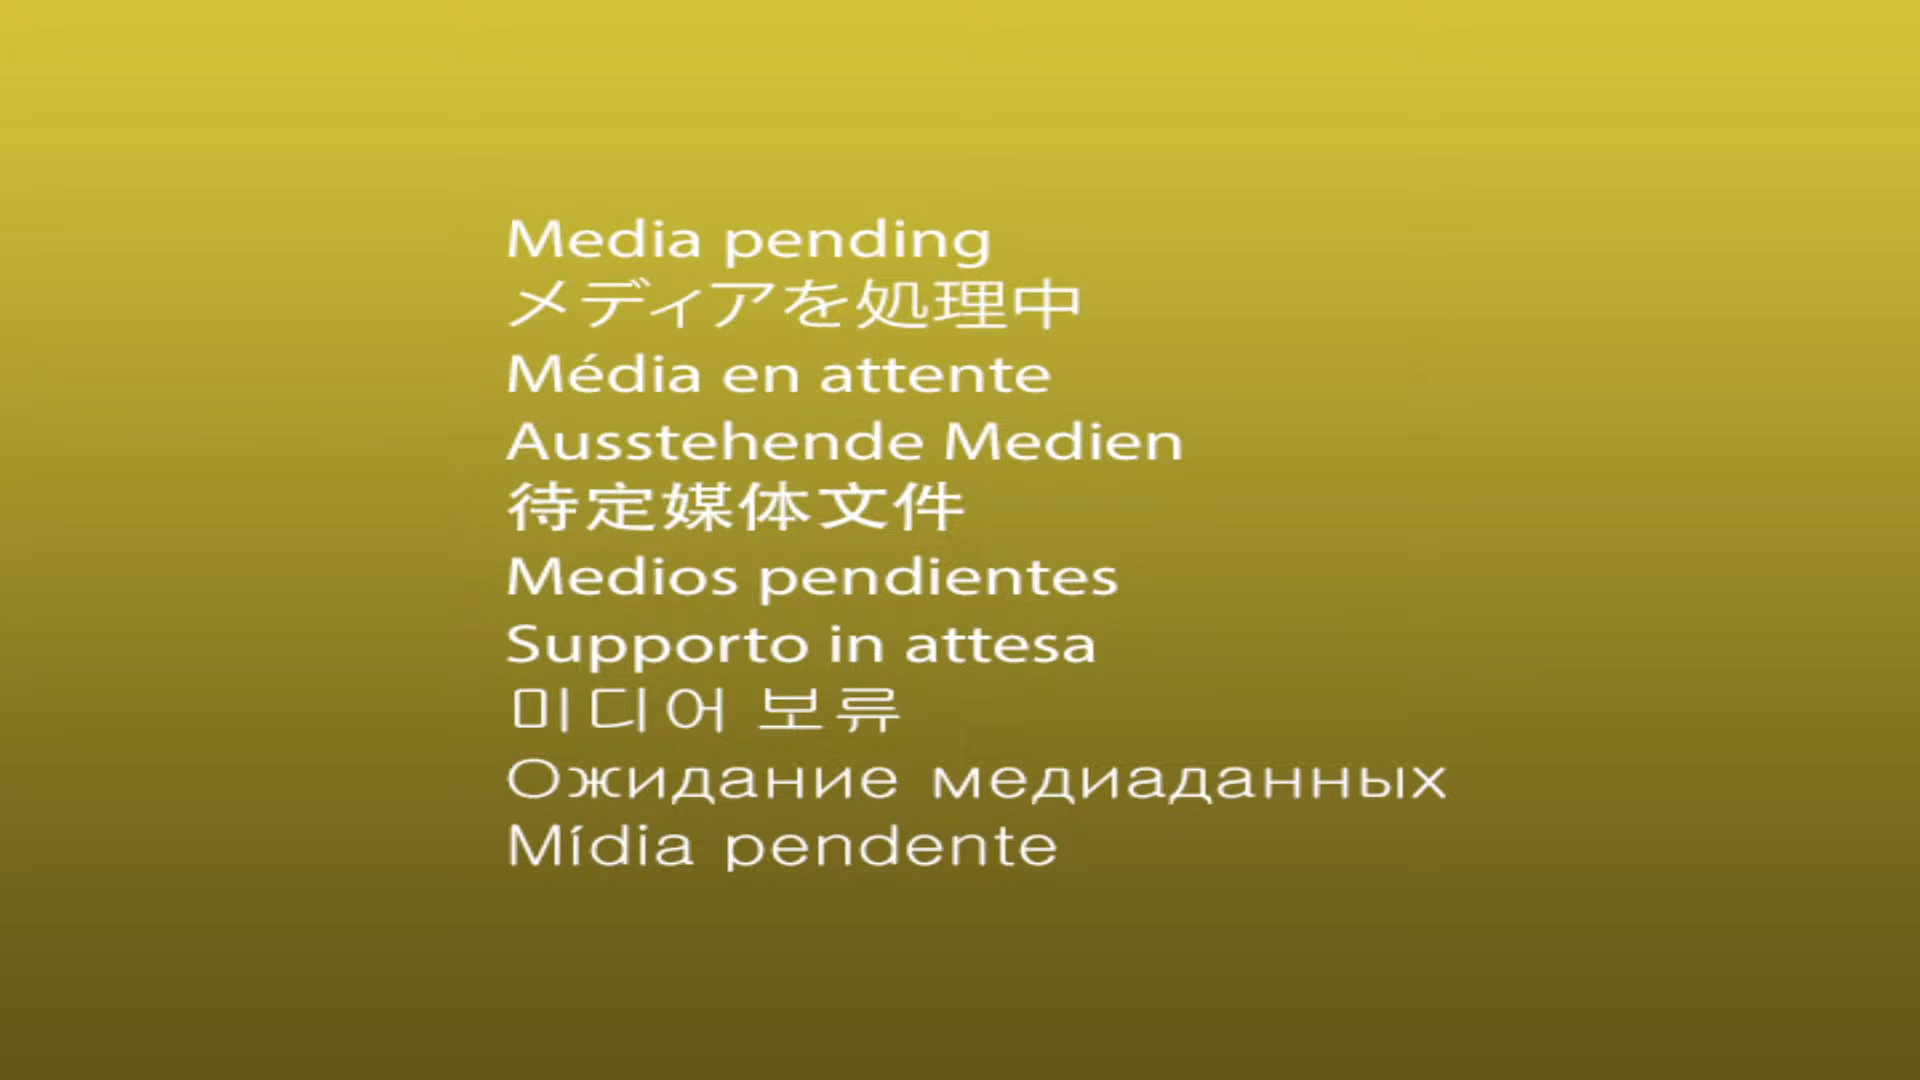 Media pending
メディアを処理中
Média en attente
Ausstehende Medien
待定媒体文件
Medios pendientes
Supporto in attesa
미디어 보류
Ожидание медиаданных
Mídia pendente